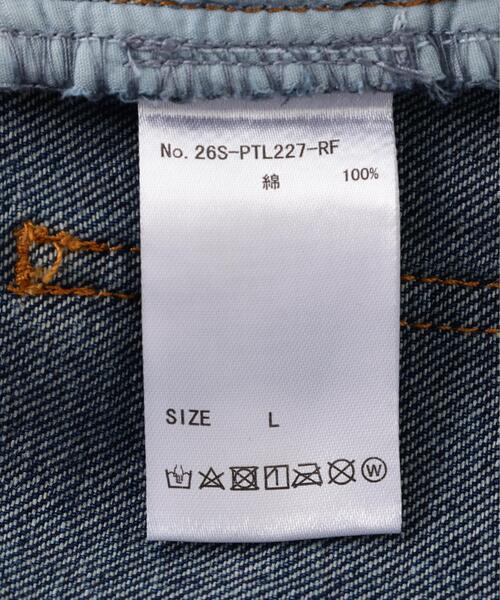 No. 26S-PTL227-RF
綿 100%
SIZE L
W